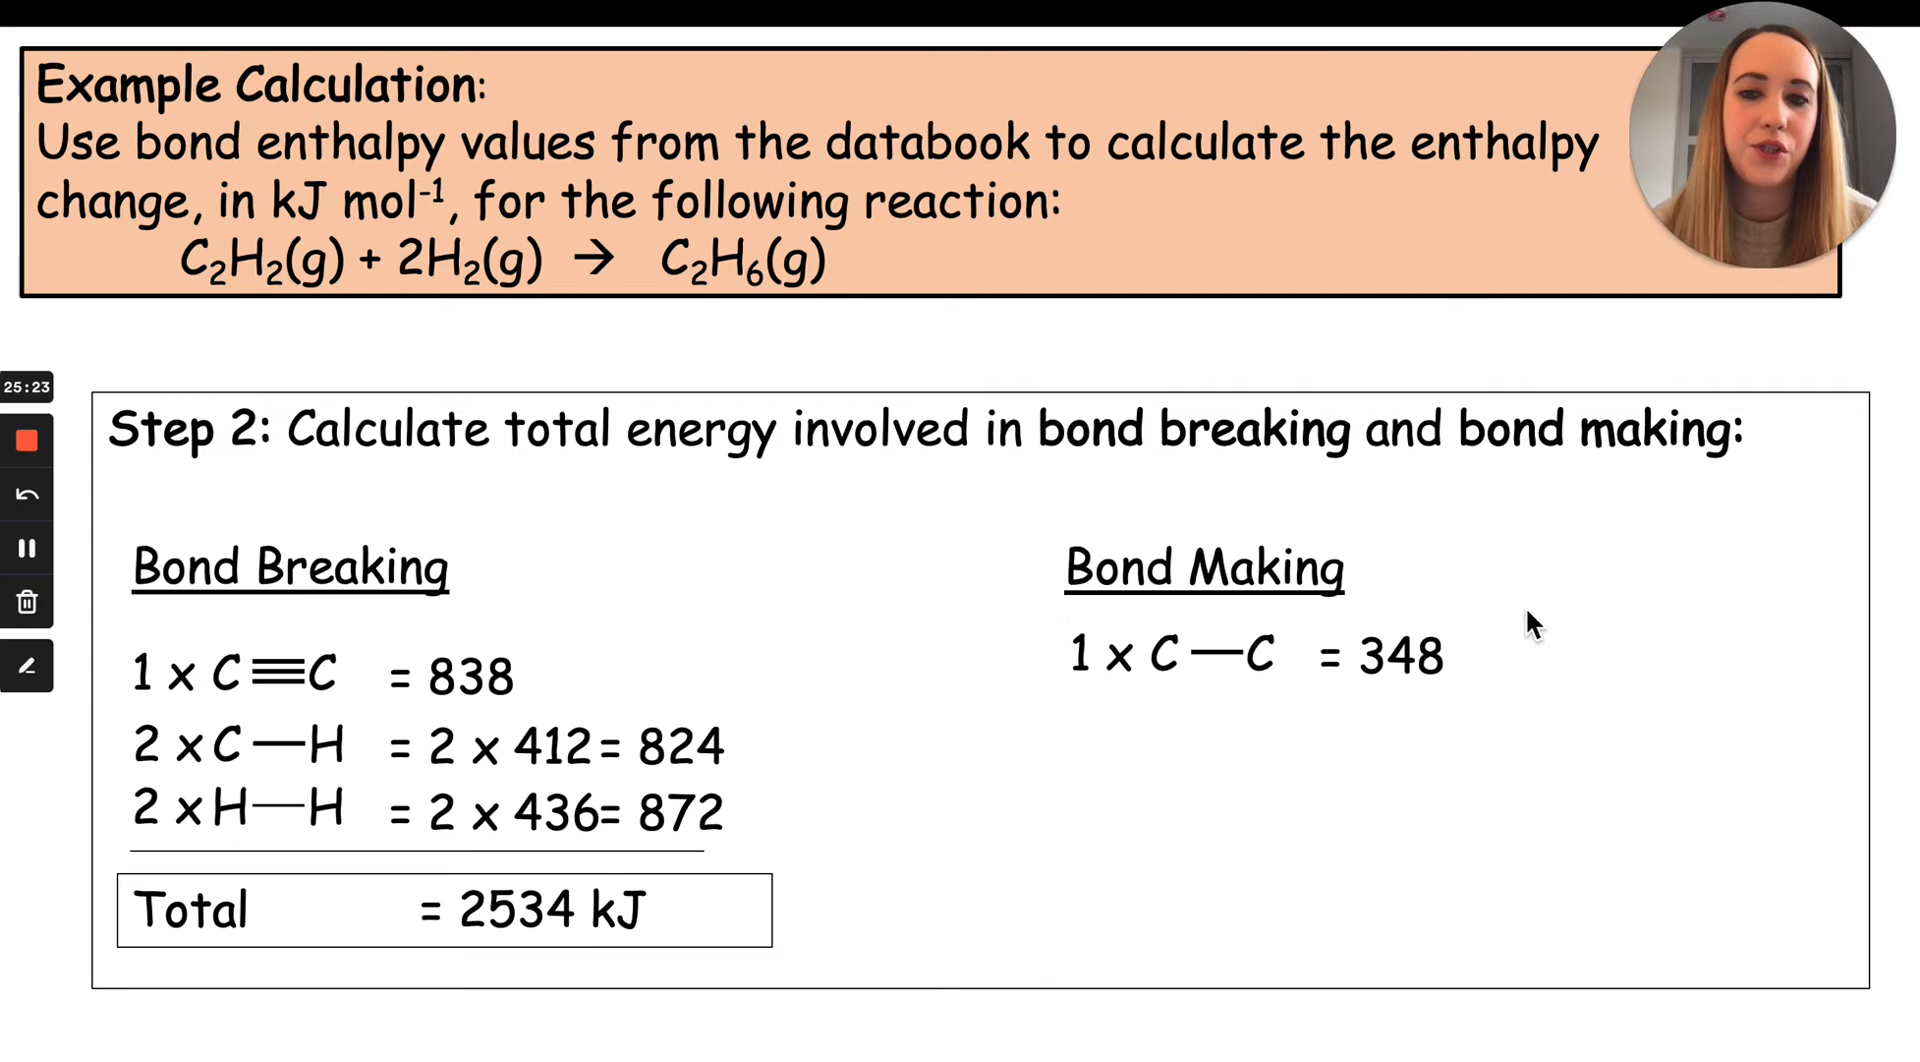 Example Calculation:
Use bond enthalpy values from the databook to calculate the enthalpy
change, in kJ mol⁻¹, for the following reaction:
C₂H₂(g) + 2H₂(g) → C₂H₆(g)
25:23
Step 2: Calculate total energy involved in bond breaking and bond making:
Bond Breaking
1 x C≡C = 838
2 x C—H = 2 x 412 = 824
2 x H—H = 2 x 436 = 872
Total = 2534 kJ
Bond Making
1 x C—C = 348